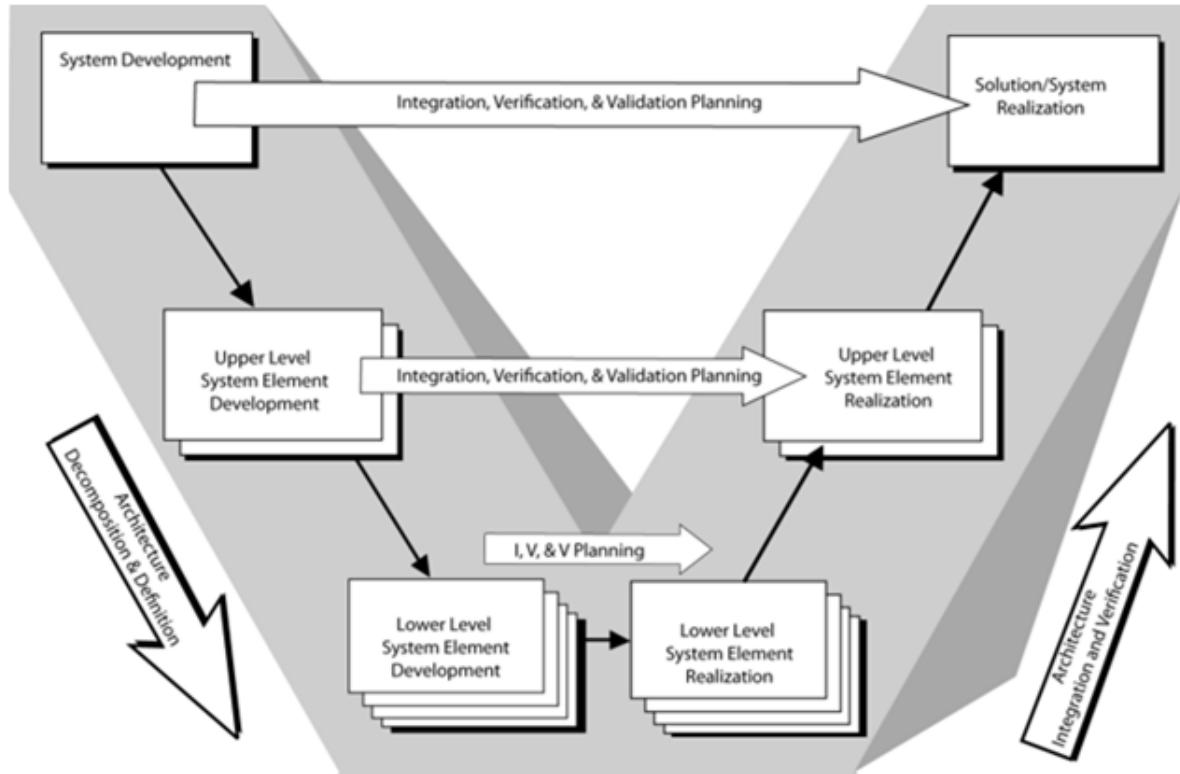 System Development
Integration, Verification, & Validation Planning
Solution/System
Realization
Upper Level
System Element
Development
Integration, Verification, & Validation Planning
Upper Level
System Element
Realization
Architecture
Decomposition & Definition
I, V, & V Planning
Lower Level
System Element
Development
Lower Level
System Element
Realization
Architecture
Integration and Verification